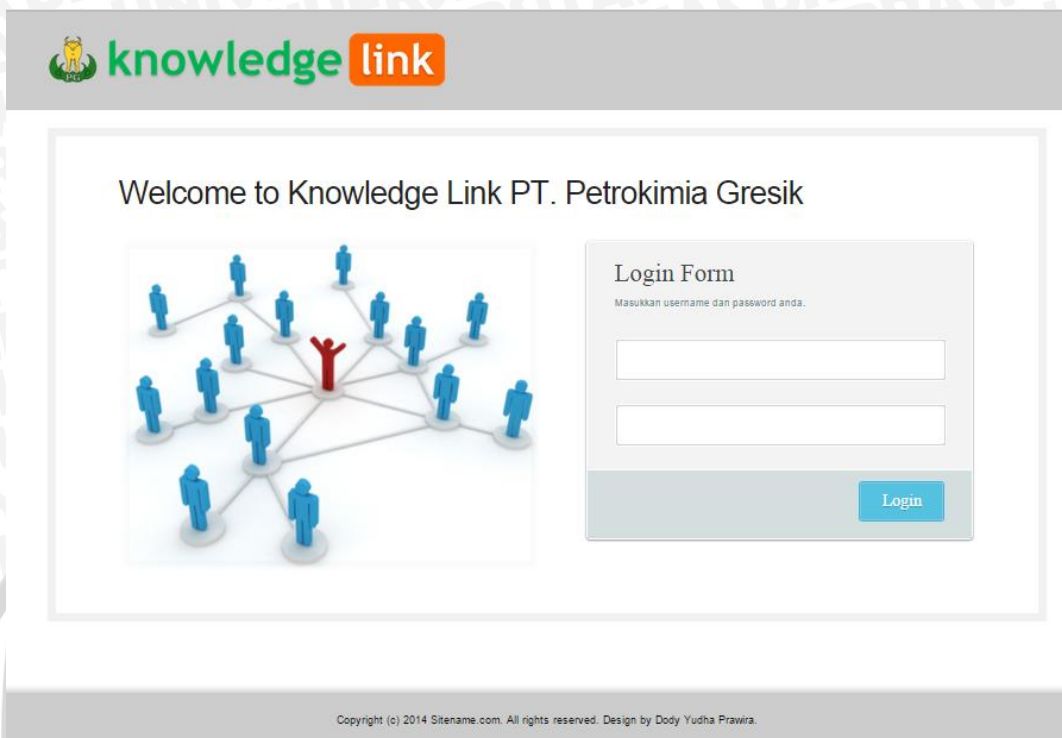 PG
knowledge link
Welcome to Knowledge Link PT. Petrokimia Gresik
Login Form
Masukkan username dan password anda.
Login
Copyright (c) 2014 Sitename.com. All rights reserved. Design by Dody Yudha Prawira.